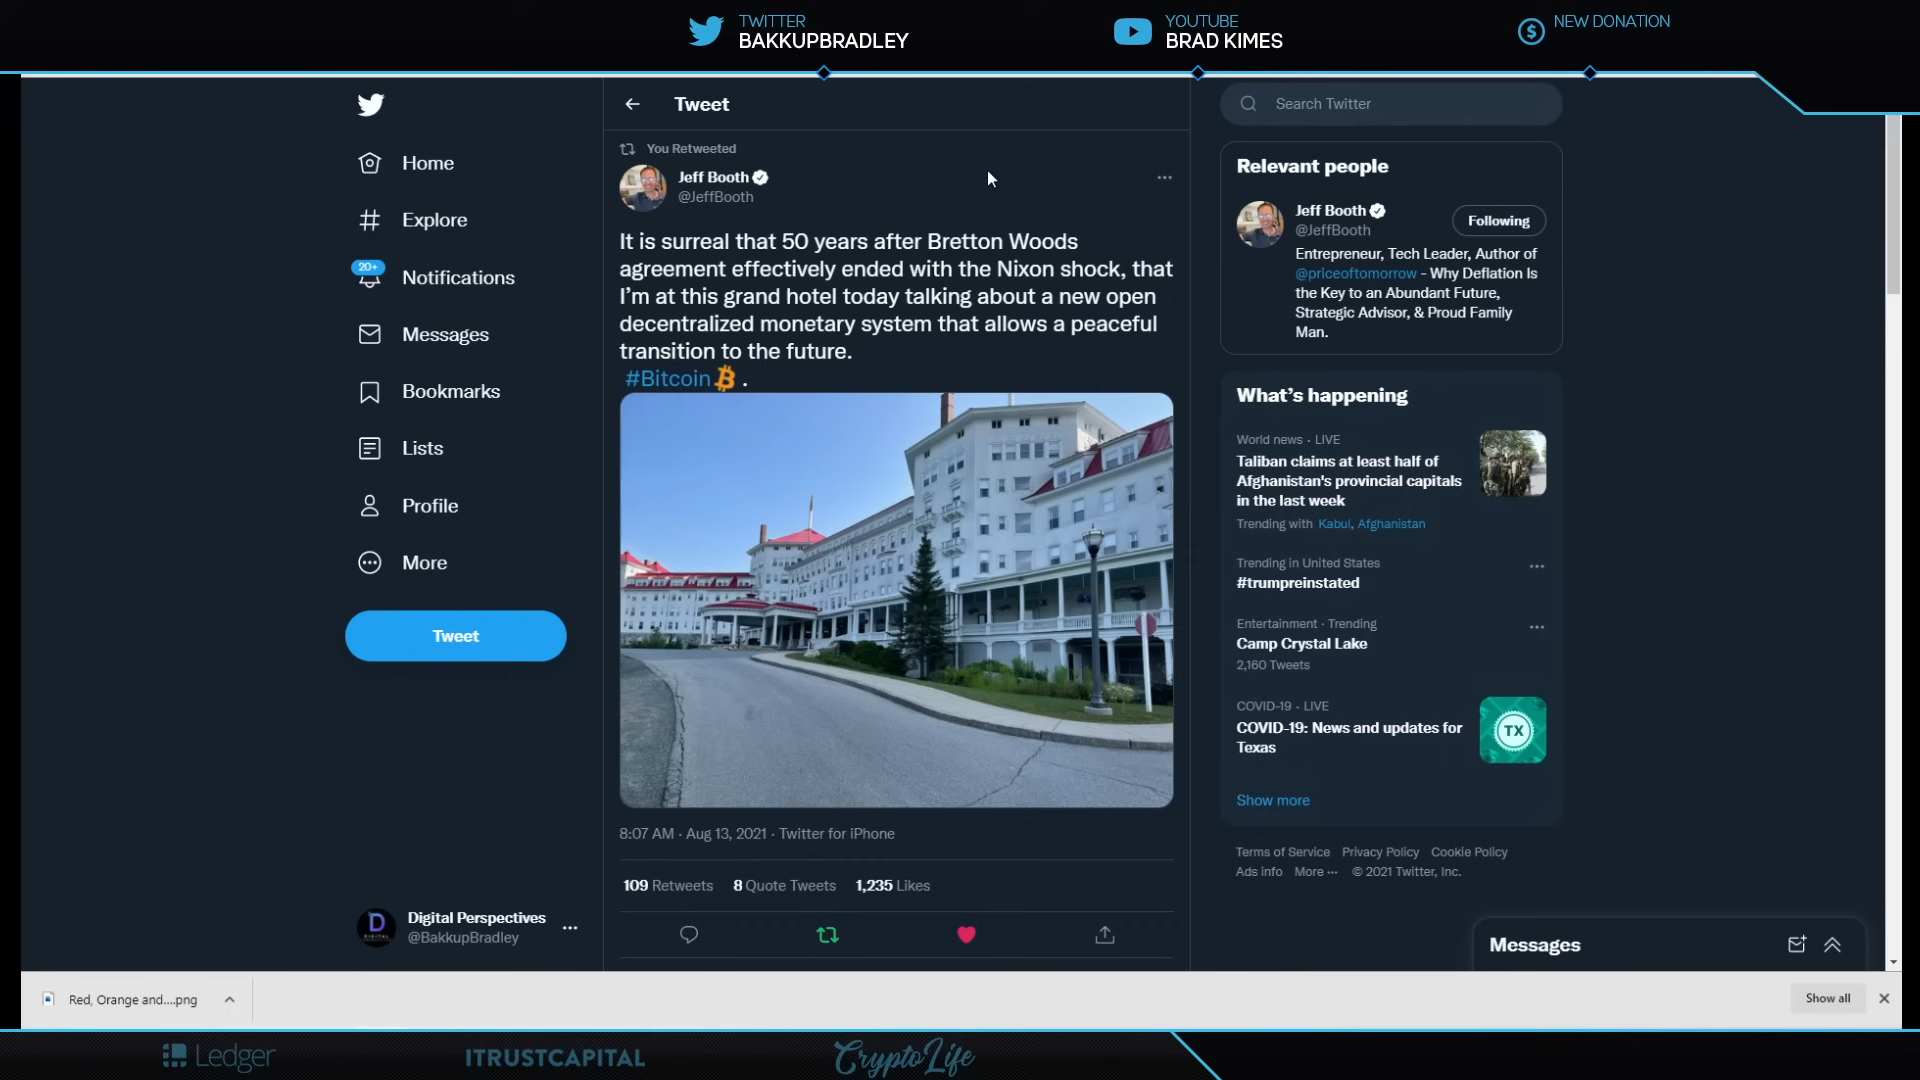 TWITTER
BAKKUPBRADLEY
YOUTUBE
BRAD KIMES
NEW DONATION
Home
Explore
20+
Notifications
Messages
Bookmarks
Lists
Profile
More
Tweet
Digital Perspectives
@BakkupBradley
Tweet
You Retweeted
Jeff Booth
@JeffBooth
It is surreal that 50 years after Bretton Woods
agreement effectively ended with the Nixon shock, that
I'm at this grand hotel today talking about a new open
decentralized monetary system that allows a peaceful
transition to the future.
#Bitcoin .
8:07 AM · Aug 13, 2021 · Twitter for iPhone
109 Retweets 8 Quote Tweets 1,235 Likes
Search Twitter
Relevant people
Jeff Booth
@JeffBooth
Following
Entrepreneur, Tech Leader, Author of
@priceoftomorrow - Why Deflation Is
the Key to an Abundant Future,
Strategic Advisor, & Proud Family
Man.
What's happening
World news · LIVE
Taliban claims at least half of
Afghanistan's provincial capitals
in the last week
Trending with Kabul, Afghanistan
Trending in United States
#trumpreinstated
Entertainment · Trending
Camp Crystal Lake
2,160 Tweets
COVID-19 · LIVE
COVID-19: News and updates for
Texas
TX
Show more
Terms of Service Privacy Policy Cookie Policy
Ads info More ··· © 2021 Twitter, Inc.
Messages
Red, Orange and....png
Show all
Ledger
ITRUSTCAPITAL
CryptoLife